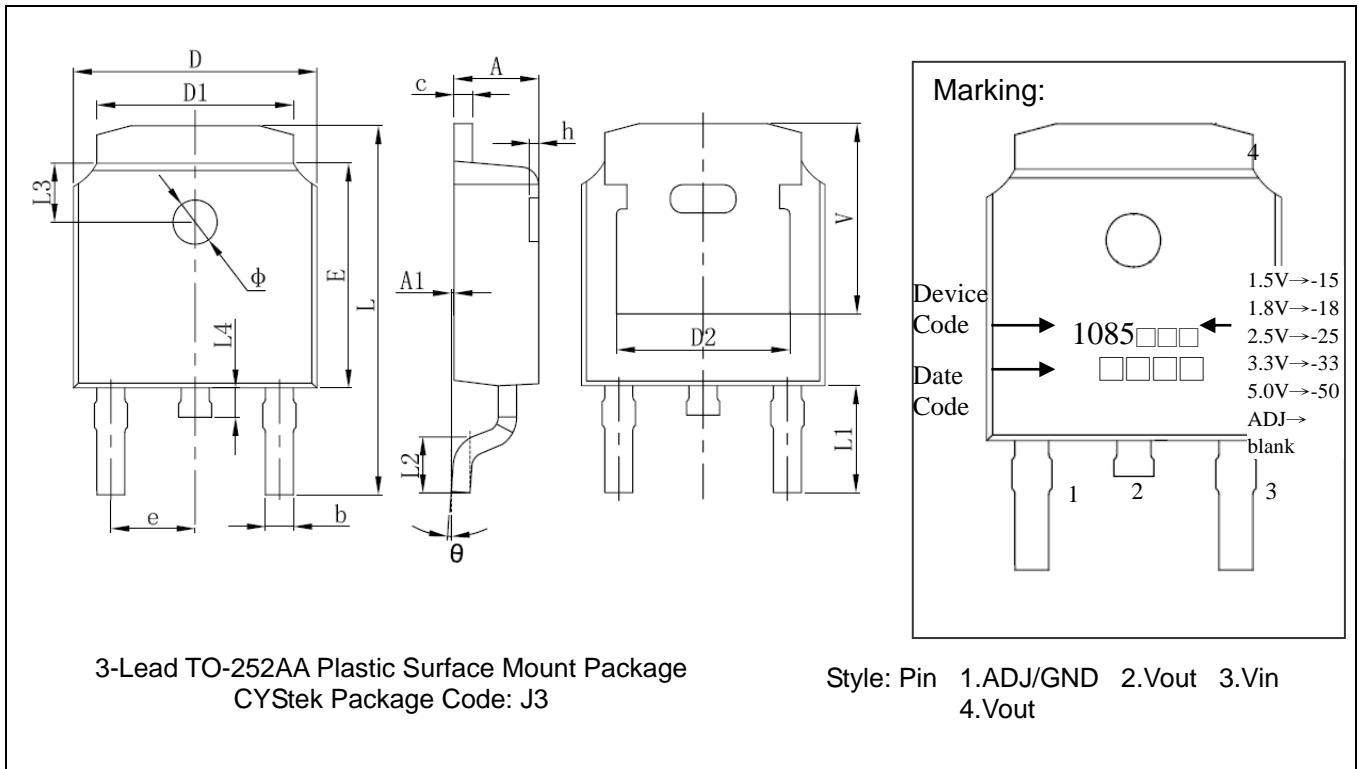 D
D1
A
c
h
L3
ϕ
E
L
A1
L4
V
D2
L2
L1
e
b
θ
Marking:
4
Device
Code
1085□□□
Date
Code
□□□□
1.5V→-15
1.8V→-18
2.5V→-25
3.3V→-33
5.0V→-50
ADJ→
blank
1
2
3
3-Lead TO-252AA Plastic Surface Mount Package
CYStek Package Code: J3
Style: Pin 1.ADJ/GND 2.Vout 3.Vin
4.Vout